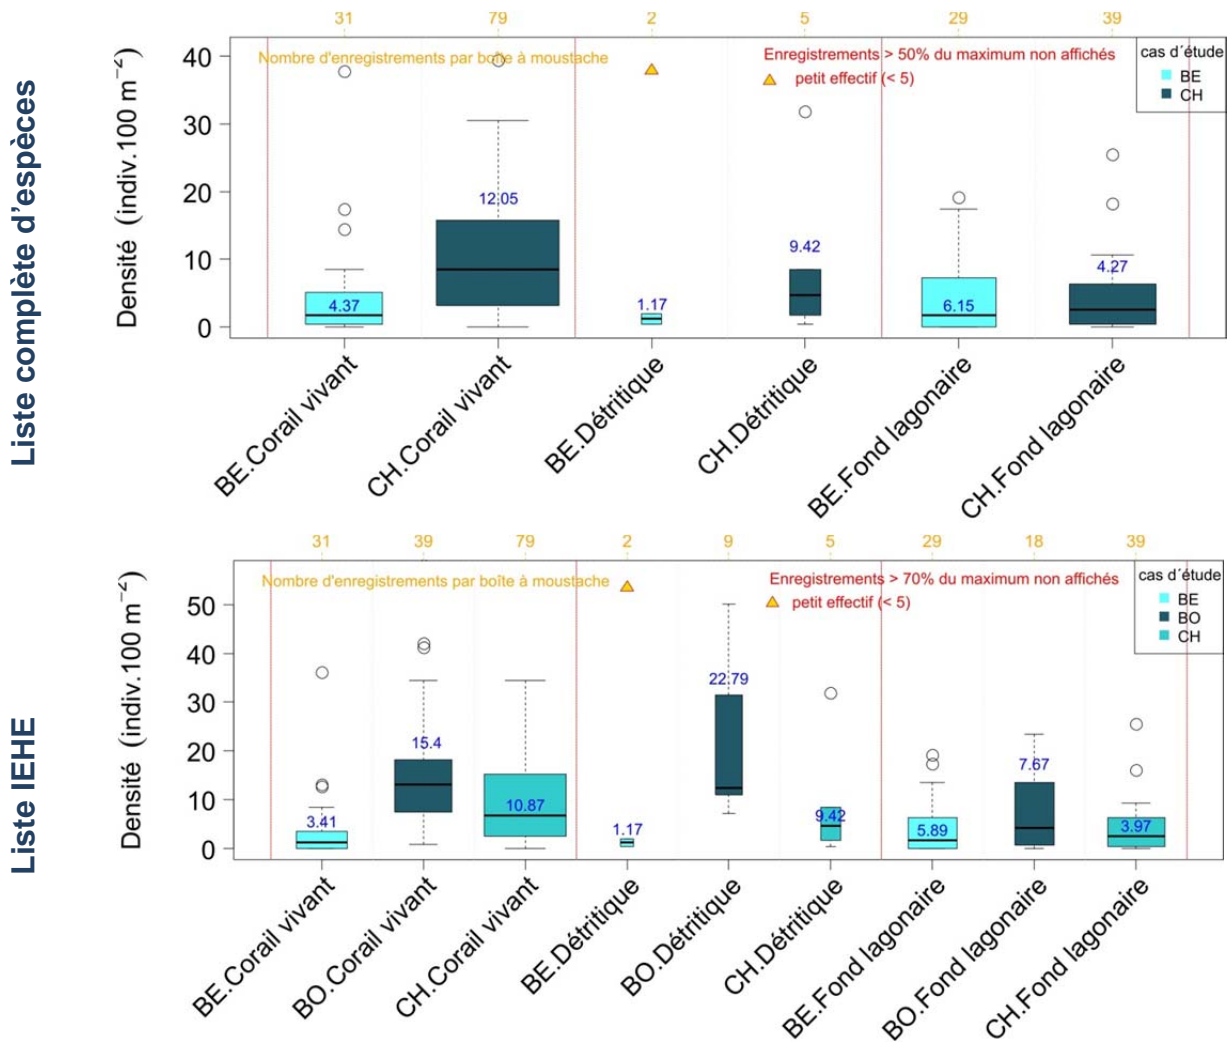 Liste complète d'espèces
31 79 2 5 29 39
Nombre d'enregistrements par boîte à moustache
Enregistrements > 50% du maximum non affichés
petit effectif (< 5)
cas d´étude
BE
CH
Densité (indiv.100 m−2)
40
30
20
10
0
4.37
12.05
1.17
9.42
6.15
4.27
BE.Corail vivant
CH.Corail vivant
BE.Détritique
CH.Détritique
BE.Fond lagonaire
CH.Fond lagonaire
Liste IEHE
31 39 79 2 9 5 29 18 39
Nombre d'enregistrements par boîte à moustache
Enregistrements > 70% du maximum non affichés
petit effectif (< 5)
cas d´étude
BE
BO
CH
Densité (indiv.100 m−2)
50
40
30
20
10
0
3.41
15.4
10.87
1.17
22.79
9.42
5.89
7.67
3.97
BE.Corail vivant
BO.Corail vivant
CH.Corail vivant
BE.Détritique
BO.Détritique
CH.Détritique
BE.Fond lagonaire
BO.Fond lagonaire
CH.Fond lagonaire